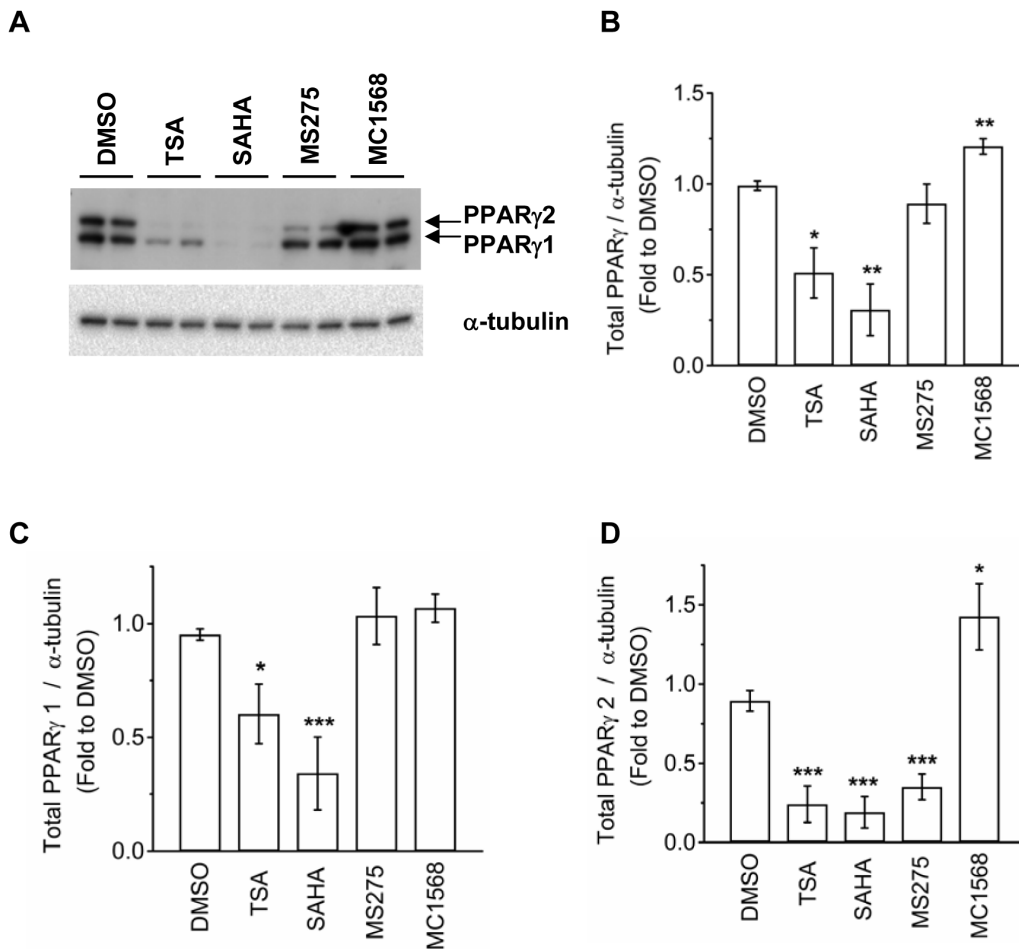 A
DMSO
TSA
SAHA
MS275
MC1568
PPARγ2
PPARγ1
α-tubulin
B
Total PPARγ / α-tubulin
(Fold to DMSO)
1.5
1.0
0.5
0.0
*
**
**
DMSO
TSA
SAHA
MS275
MC1568
C
Total PPARγ 1 / α-tubulin
(Fold to DMSO)
1.0
0.5
0.0
*
***
DMSO
TSA
SAHA
MS275
MC1568
D
Total PPARγ 2 / α-tubulin
(Fold to DMSO)
1.5
1.0
0.5
0.0
***
***
***
*
DMSO
TSA
SAHA
MS275
MC1568